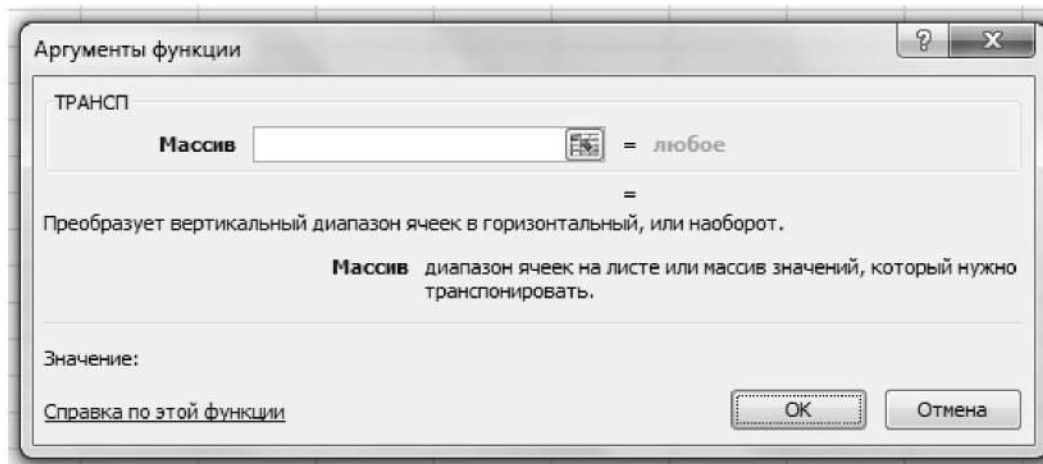 Аргументы функции
ТРАНСП
Массив = любое
=
Преобразует вертикальный диапазон ячеек в горизонтальный, или наоборот.
Массив диапазон ячеек на листе или массив значений, который нужно
транспонировать.
Значение:
Справка по этой функции
ОК Отмена